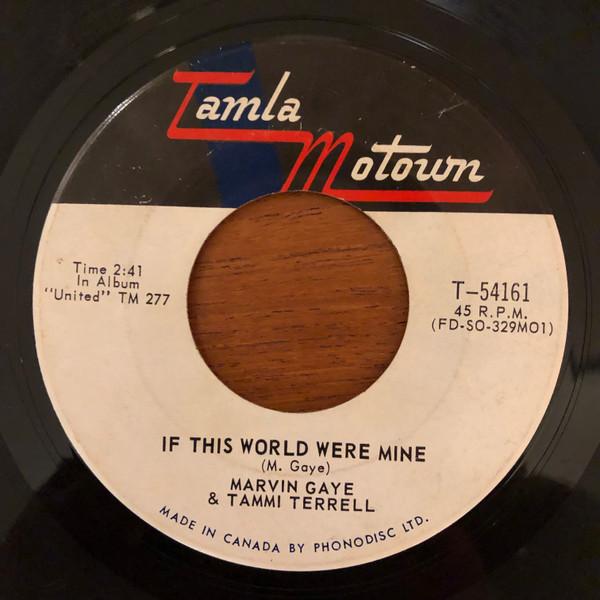 Tamla
Motown
Time 2:41
In Album
"United" TM 277
T-54161
45 R.P.M.
(FD-SO-329M01)
IF THIS WORLD WERE MINE
(M. Gaye)
MARVIN GAYE
& TAMMI TERRELL
MADE IN CANADA BY PHONODISC LTD.